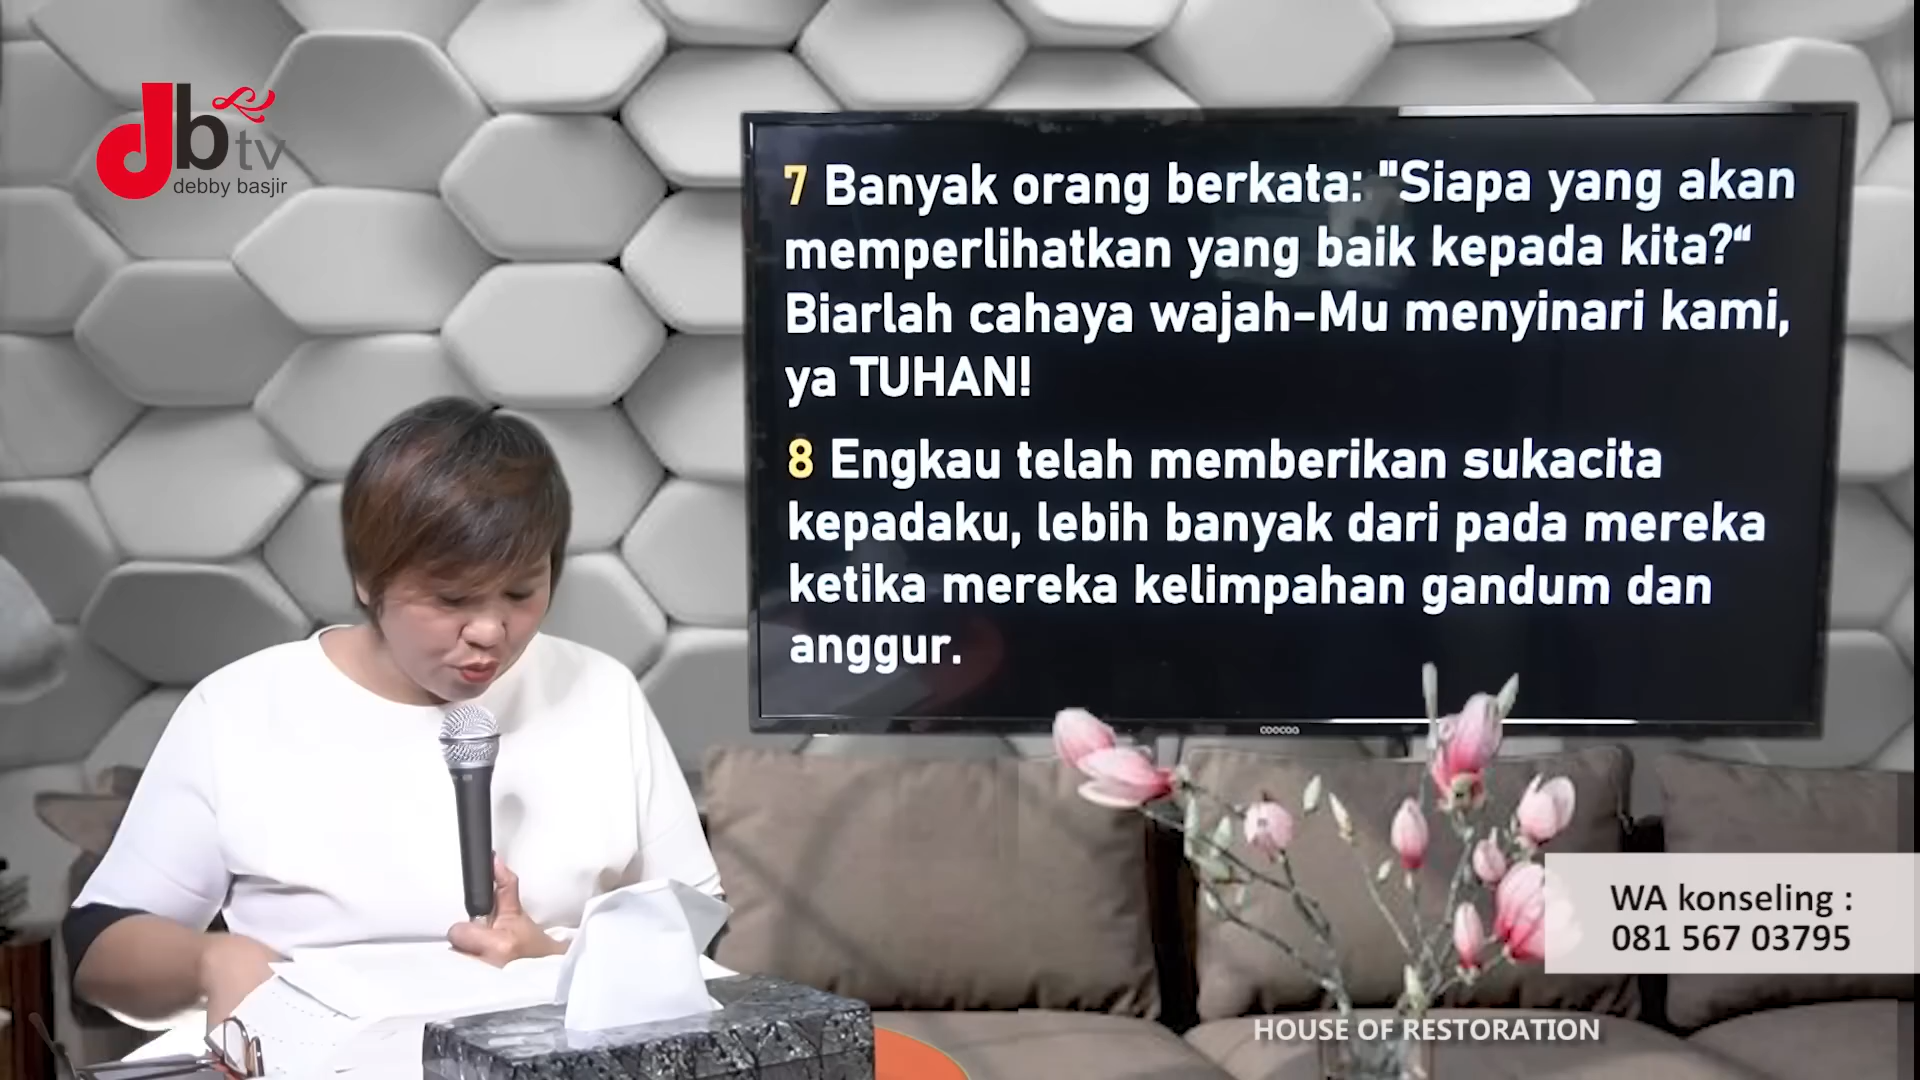 db tv
debby basjir
7 Banyak orang berkata: "Siapa yang akan
memperlihatkan yang baik kepada kita?“
Biarlah cahaya wajah-Mu menyinari kami,
ya TUHAN!
8 Engkau telah memberikan sukacita
kepadaku, lebih banyak dari pada mereka
ketika mereka kelimpahan gandum dan
anggur.
coocaa
WA konseling :
081 567 03795
HOUSE OF RESTORATION